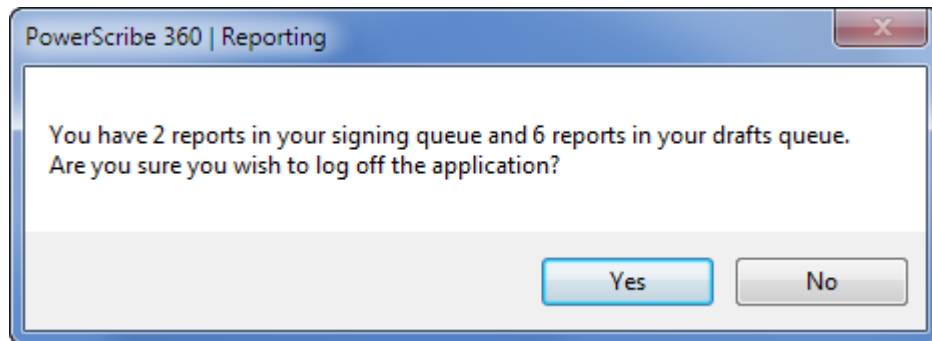 PowerScribe 360 | Reporting
You have 2 reports in your signing queue and 6 reports in your drafts queue.
Are you sure you wish to log off the application?
Yes
No